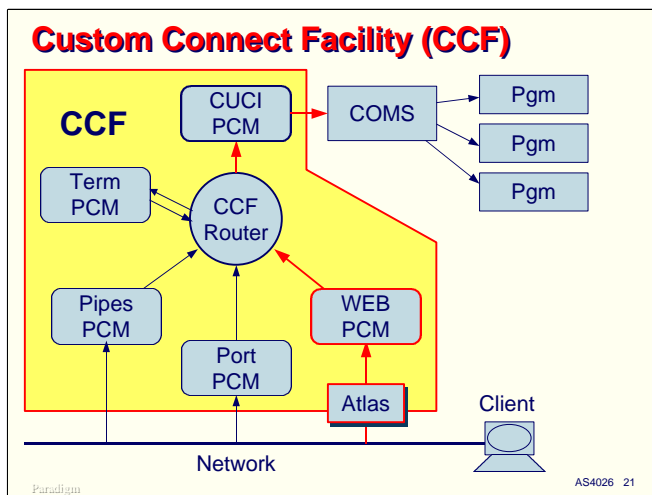 Custom Connect Facility (CCF)
CCF
CUCI
PCM
COMS
Pgm
Pgm
Pgm
Term
PCM
CCF
Router
Pipes
PCM
WEB
PCM
Port
PCM
Atlas
Client
Network
Paradigm
AS4026 21